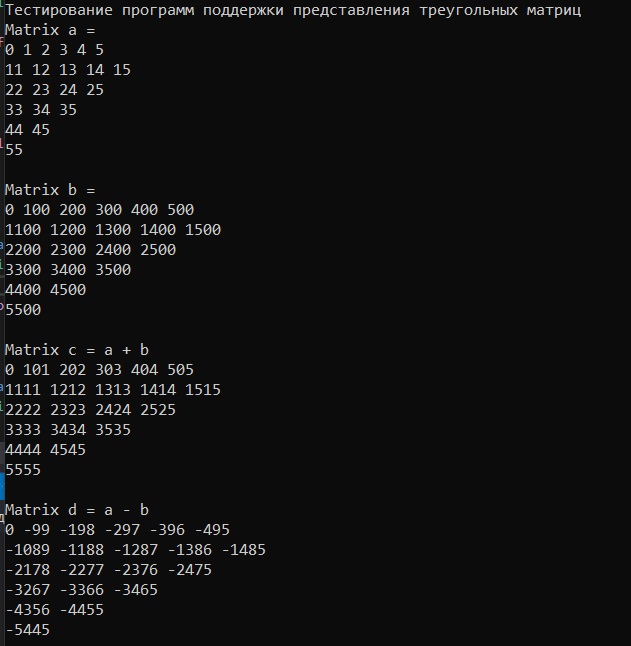 Тестирование программ поддержки представления треугольных матриц
Matrix a =
0 1 2 3 4 5
11 12 13 14 15
22 23 24 25
33 34 35
44 45
55
Matrix b =
0 100 200 300 400 500
1100 1200 1300 1400 1500
2200 2300 2400 2500
3300 3400 3500
4400 4500
5500
Matrix c = a + b
0 101 202 303 404 505
1111 1212 1313 1414 1515
2222 2323 2424 2525
3333 3434 3535
4444 4545
5555
Matrix d = a - b
0 -99 -198 -297 -396 -495
-1089 -1188 -1287 -1386 -1485
-2178 -2277 -2376 -2475
-3267 -3366 -3465
-4356 -4455
-5445